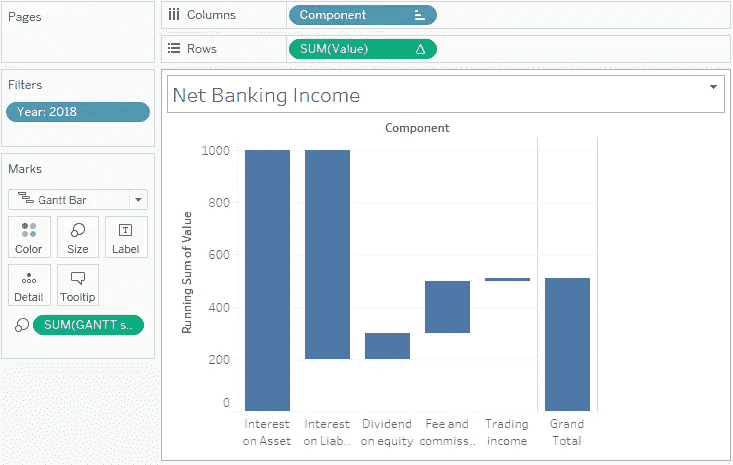 Pages
Columns
Component
Rows
SUM(Value) Δ
Filters
Year: 2018
Marks
Gantt Bar
Color
Size
T
Label
Detail
Tooltip
SUM(GANTT s..
Net Banking Income
Component
Running Sum of Value
1000
800
600
400
200
0
Interest
on Asset
Interest
on Liab..
Dividend
on equity
Fee and
commiss..
Trading
income
Grand
Total